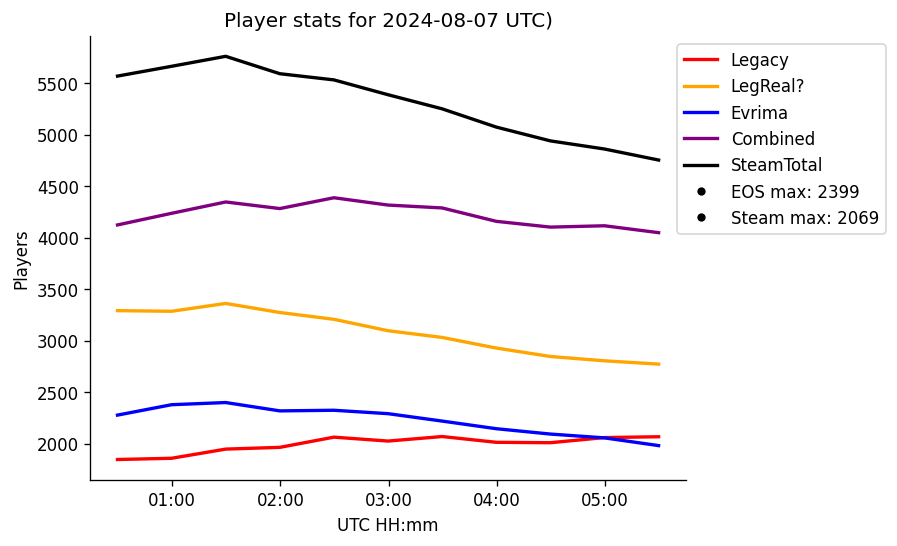 Player stats for 2024-08-07 UTC)
Legacy
LegReal?
Evrima
Combined
SteamTotal
EOS max: 2399
Steam max: 2069
Players
5500
5000
4500
4000
3500
3000
2500
2000
01:00 02:00 03:00 04:00 05:00
UTC HH:mm